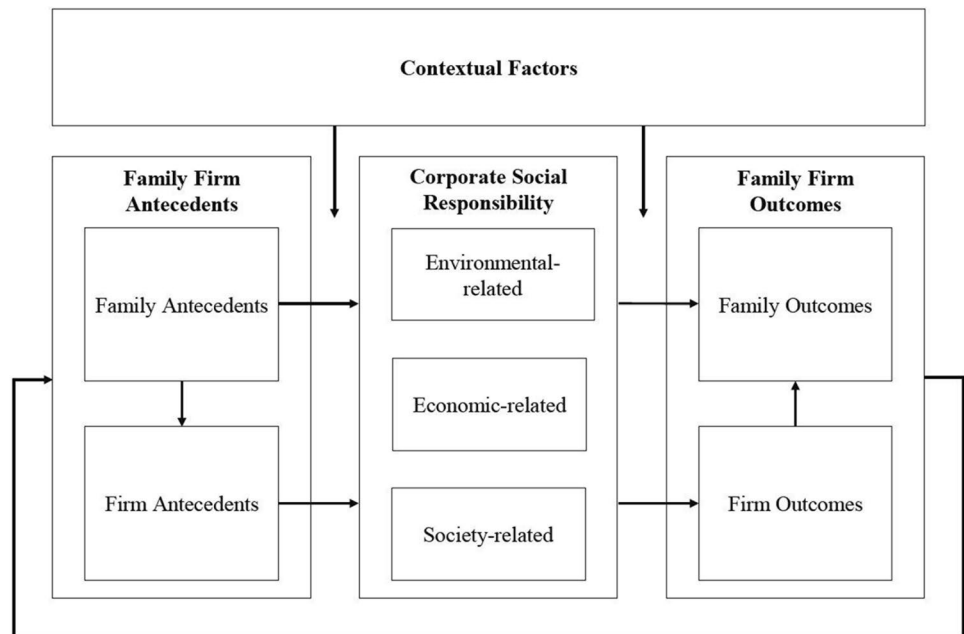 Contextual Factors
Family Firm
Antecedents
Family Antecedents
Firm Antecedents
Corporate Social
Responsibility
Environmental-
related
Economic-related
Society-related
Family Firm
Outcomes
Family Outcomes
Firm Outcomes